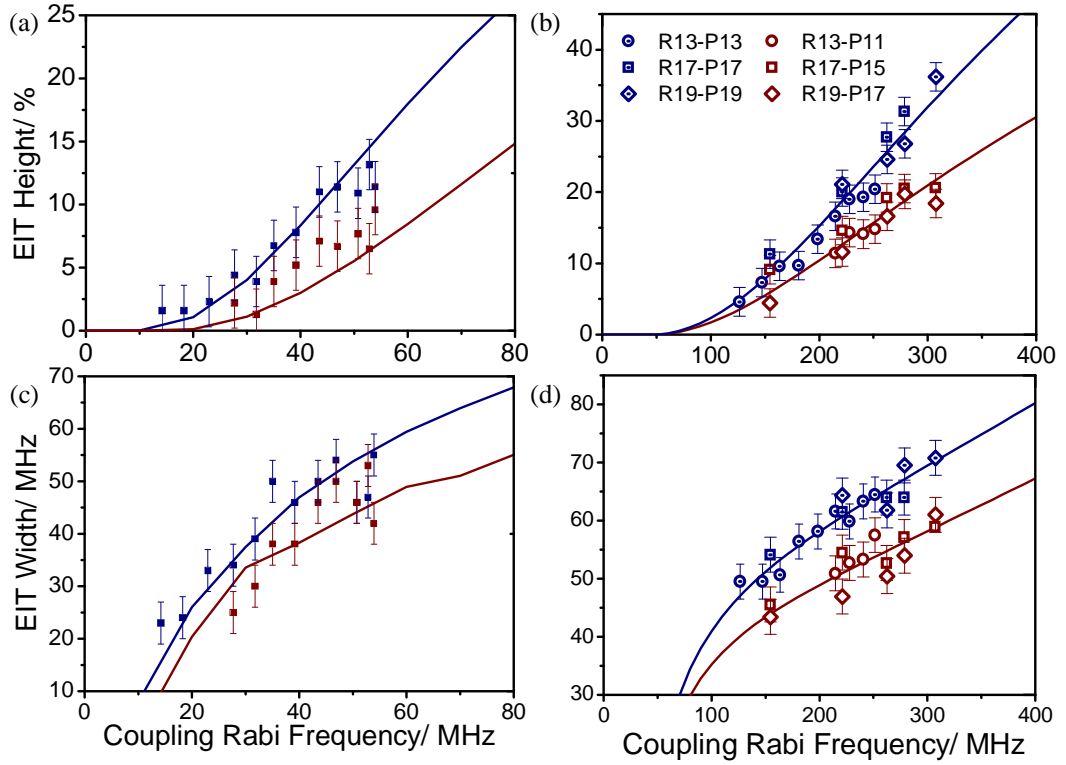 (a)
EIT Height/ %
25
20
15
10
5
0
0 20 40 60 80
(b)
R13-P13 R13-P11
R17-P17 R17-P15
R19-P19 R19-P17
40
30
20
10
0
0 100 200 300 400
(c)
EIT Width/ MHz
70
60
50
40
30
20
10
0 20 40 60 80
Coupling Rabi Frequency/ MHz
(d)
80
70
60
50
40
30
0 100 200 300 400
Coupling Rabi Frequency/ MHz